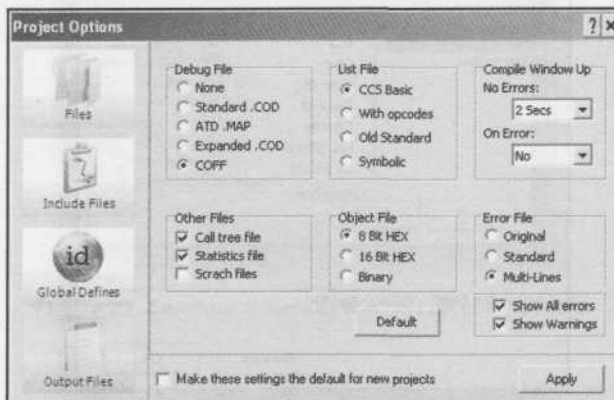 Project Options
? ×
Files
Include Files
id
Global Defines
Output Files
Debug File
None
Standard .COD
ATD .MAP
Expanded .COD
COFF
List File
CCS Basic
With opcodes
Old Standard
Symbolic
Compile Window Up
No Errors:
2 Secs
On Error:
No
Other Files
Call tree file
Statistics file
Scrach files
Object File
8 Bit HEX
16 Bit HEX
Binary
Error File
Original
Standard
Multi-Lines
Show All errors
Show Warnings
Default
Make these settings the default for new projects
Apply